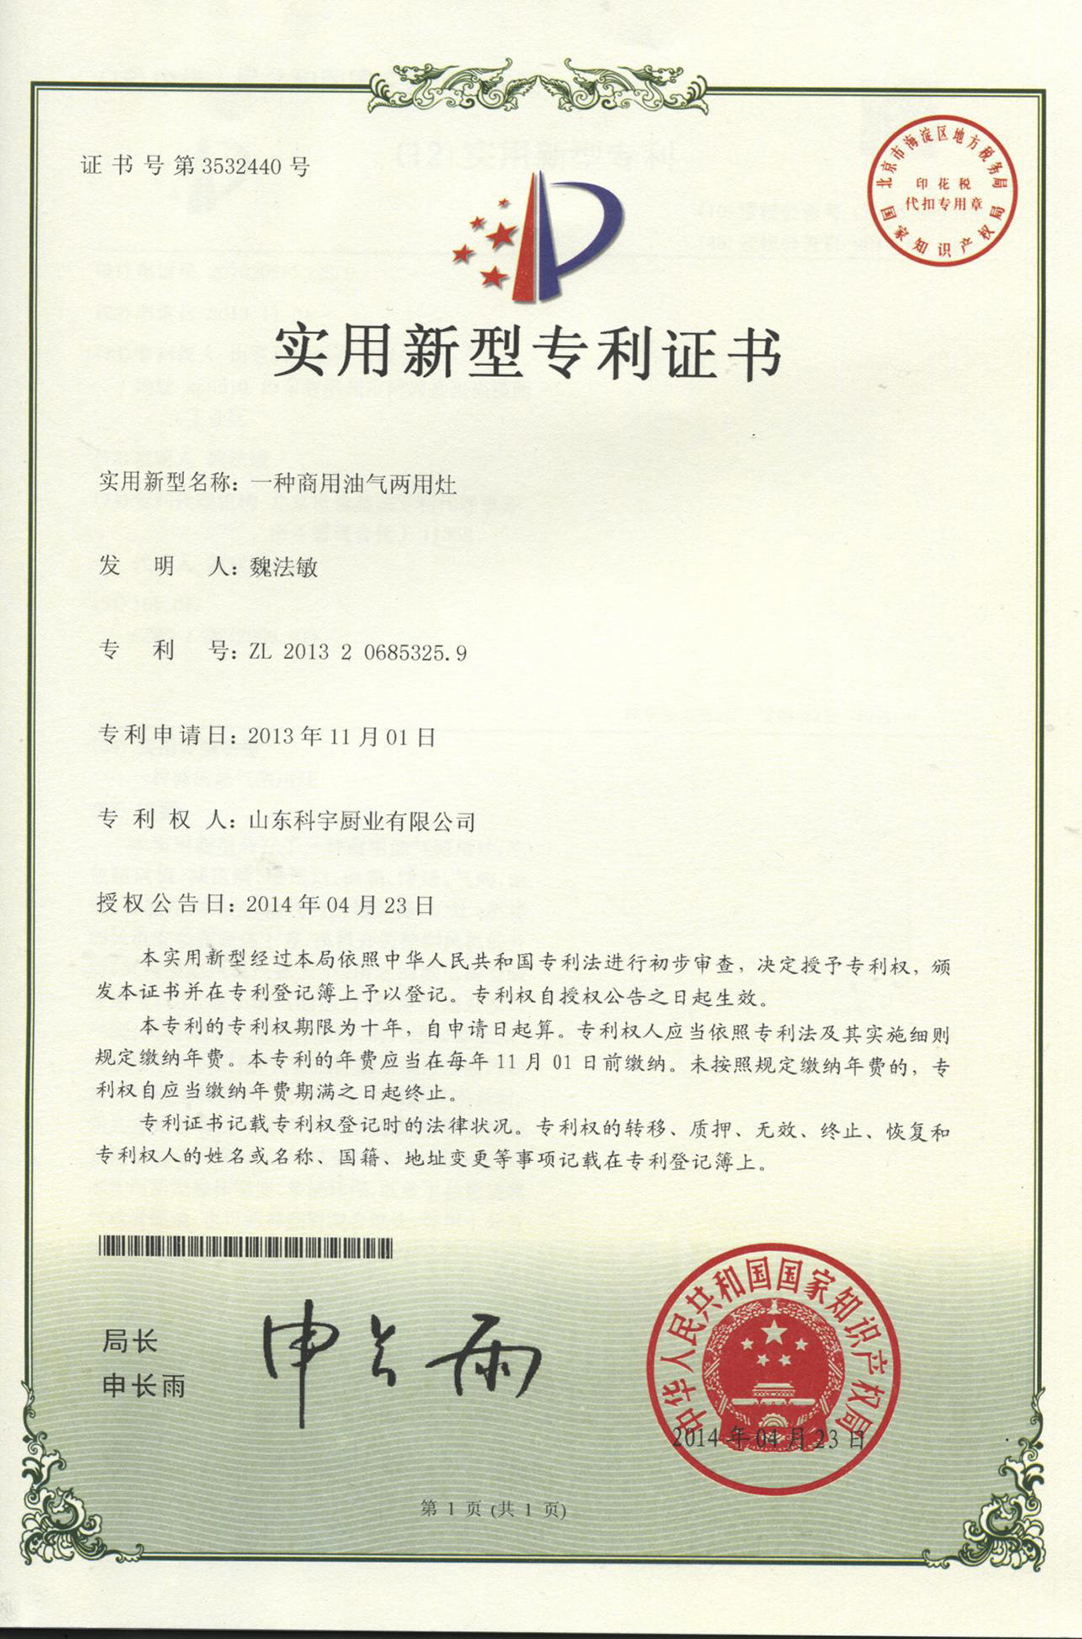 证书号第3532440号
北京市海淀区地方税务局
印花税
代扣专用章
国家知识产权局
实用新型专利证书
实用新型名称：一种商用油气两用灶
发明人：魏法敏
专利号：ZL 2013 2 0685325.9
专利申请日：2013年11月01日
专利权人：山东科宇厨业有限公司
授权公告日：2014年04月23日
本实用新型经过本局依照中华人民共和国专利法进行初步审查，决定授予专利权，颁
发本证书并在专利登记簿上予以登记。专利权自授权公告之日起生效。
本专利的专利权期限为十年，自申请日起算。专利权人应当依照专利法及其实施细则
规定缴纳年费。本专利的年费应当在每年11月01日前缴纳。未按照规定缴纳年费的，专
利权自应当缴纳年费期满之日起终止。
专利证书记载专利权登记时的法律状况。专利权的转移、质押、无效、终止、恢复和
专利权人的姓名或名称、国籍、地址变更等事项记载在专利登记簿上。
局长
申长雨
申长雨
中华人民共和国国家知识产权局
2014年04月23日
第1页(共1页)